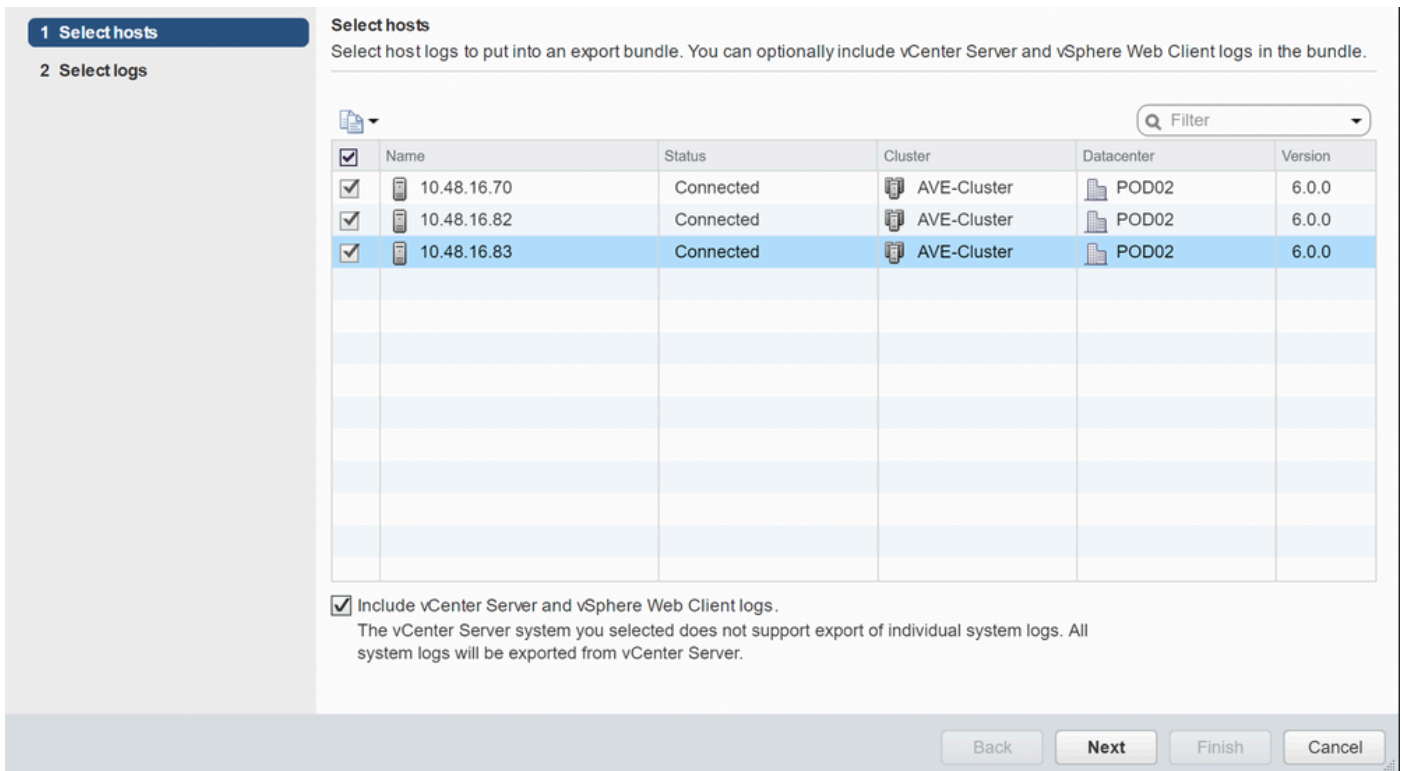 1 Select hosts
2 Select logs
Select hosts
Select host logs to put into an export bundle. You can optionally include vCenter Server and vSphere Web Client logs in the bundle.
Filter
Name Status Cluster Datacenter Version
10.48.16.70 Connected AVE-Cluster POD02 6.0.0
10.48.16.82 Connected AVE-Cluster POD02 6.0.0
10.48.16.83 Connected AVE-Cluster POD02 6.0.0
Include vCenter Server and vSphere Web Client logs.
The vCenter Server system you selected does not support export of individual system logs. All
system logs will be exported from vCenter Server.
Back Next Finish Cancel